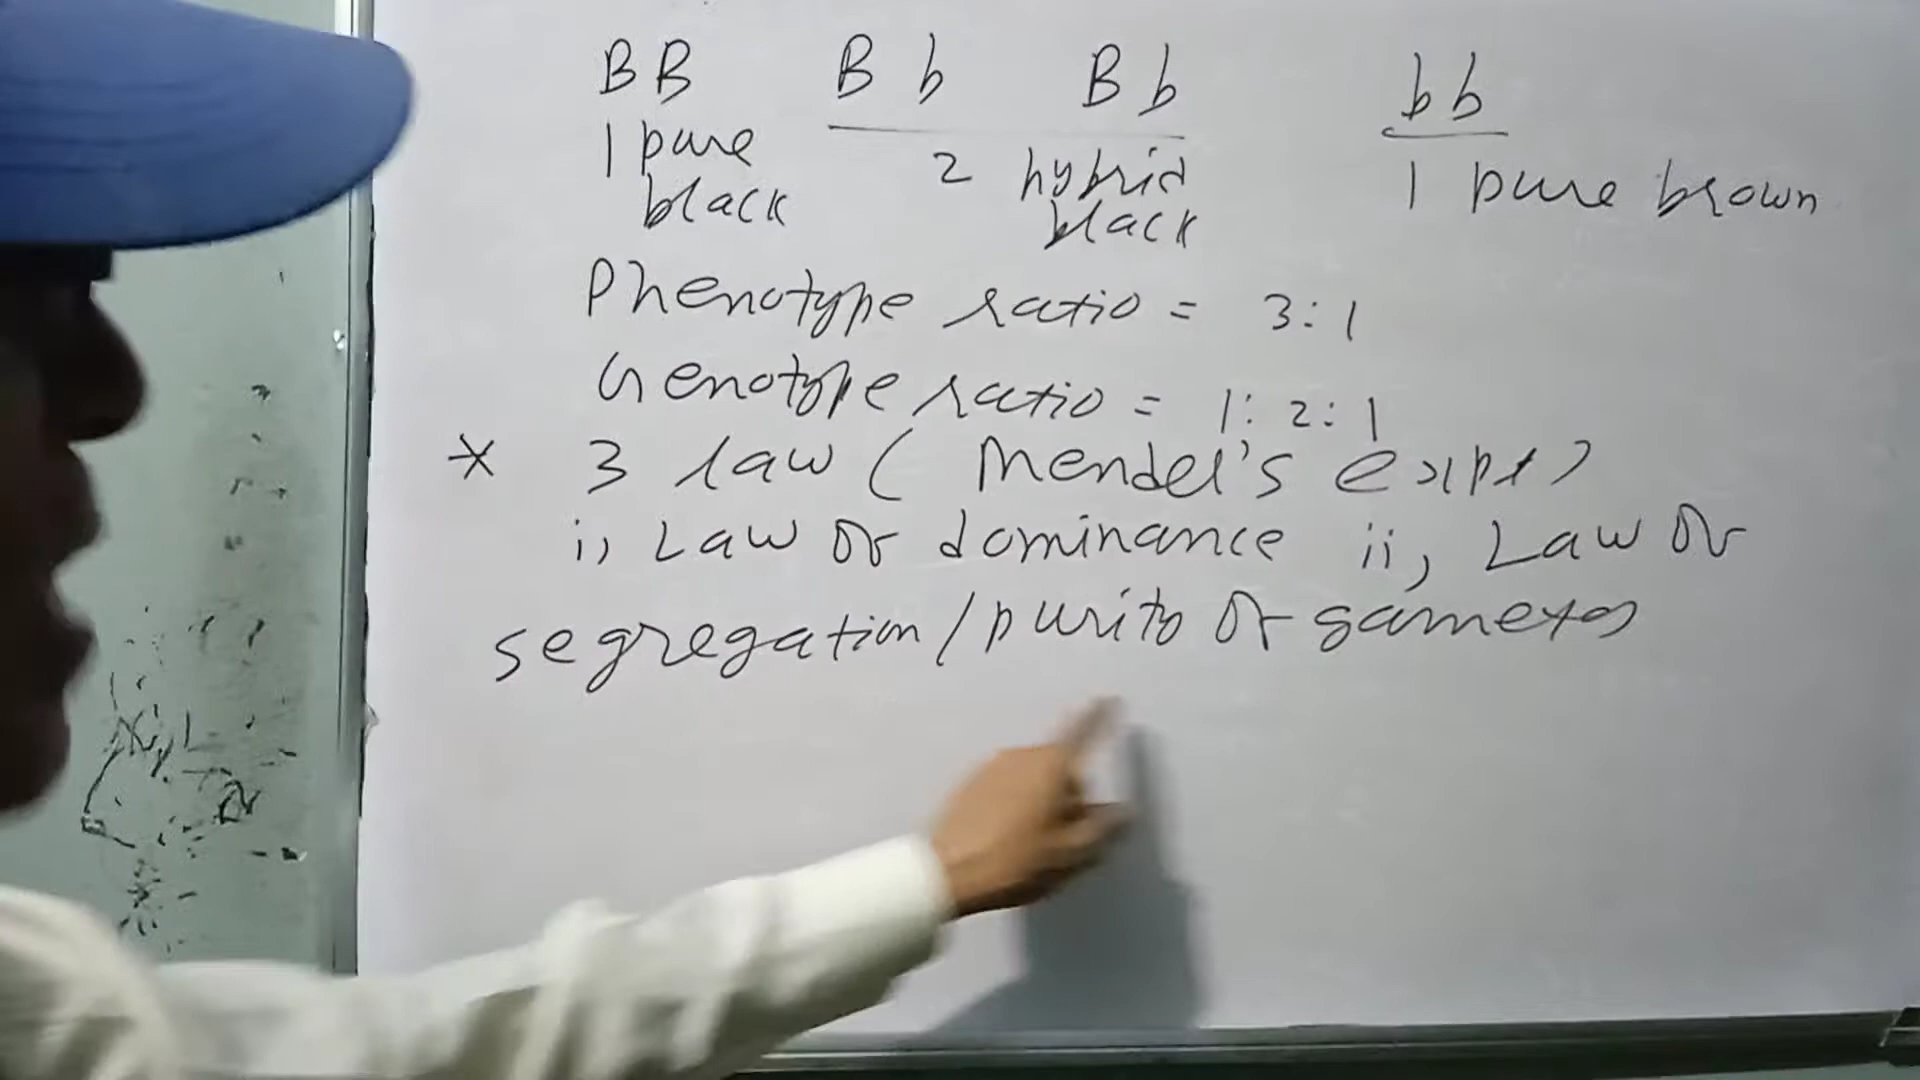 BB Bb Bb bb
1 pure black 2 hybrid black 1 pure brown
Phenotype ratio = 3:1
Genotype ratio = 1:2:1
* 3 law ( Mendel's expt)
i, Law of dominance ii, Law of
segregation/purity of gametes